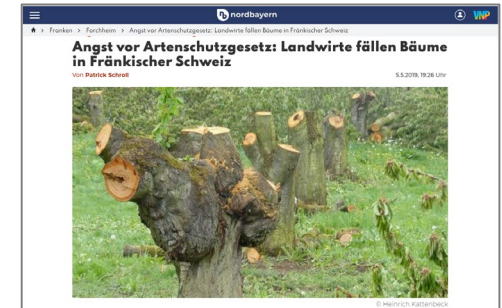 nordbayern
VNP
> Franken > Forchheim > Angst vor Artenschutzgesetz: Landwirte fällen Bäume in Fränkischer Schweiz
Angst vor Artenschutzgesetz: Landwirte fällen Bäume
in Fränkischer Schweiz
Von Patrick Schroll
5.5.2019, 19:26 Uhr
© Heinrich Kattenbeck